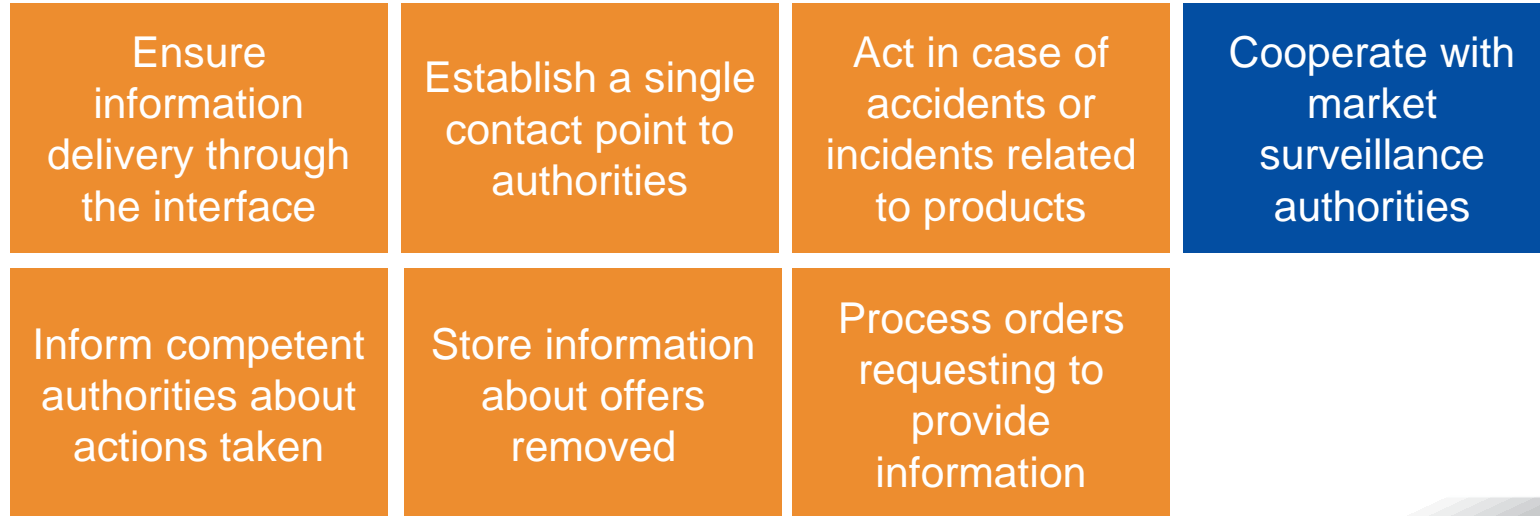 Ensure
information
delivery through
the interface
Establish a single
contact point to
authorities
Act in case of
accidents or
incidents related
to products
Cooperate with
market
surveillance
authorities
Inform competent
authorities about
actions taken
Store information
about offers
removed
Process orders
requesting to
provide
information